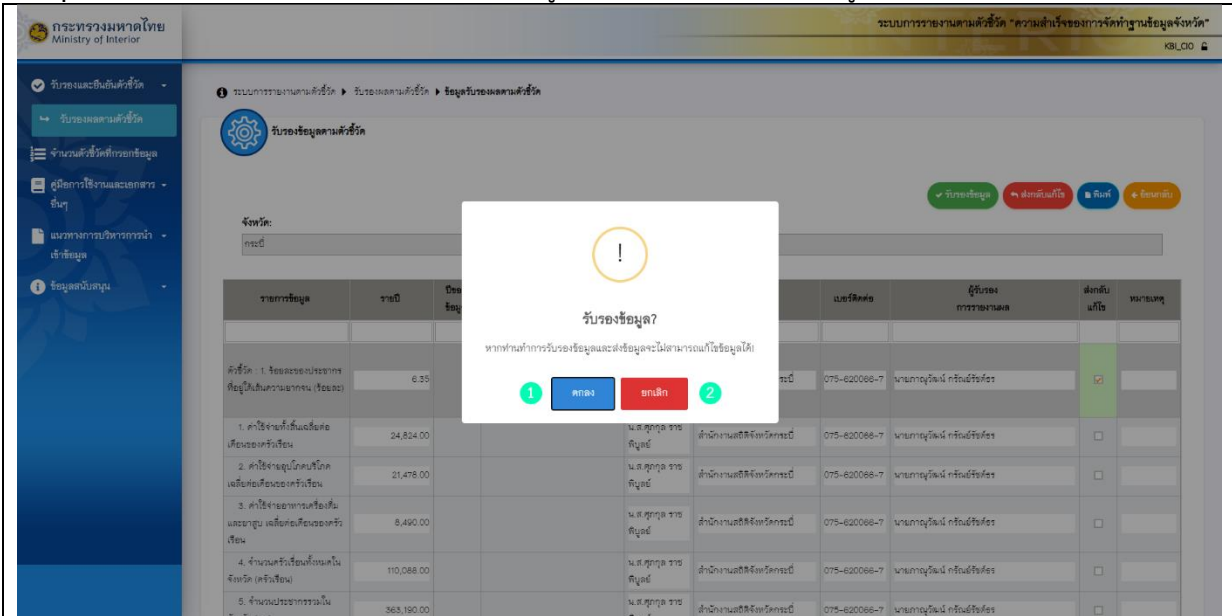 กระทรวงมหาดไทย
Ministry of Interior
ระบบการรายงานตามตัวชี้วัด "ความสำเร็จของการจัดทำฐานข้อมูลจังหวัด"
KBI_CIO
รับรองและยืนยันตัวชี้วัด
รับรองผลตามตัวชี้วัด
จำนวนตัวชี้วัดที่กรอกข้อมูล
คู่มือการใช้งานและเอกสาร
อื่นๆ
แนวทางการบริหารการนำ
เข้าข้อมูล
ข้อมูลสนับสนุน
ระบบการรายงานตามตัวชี้วัด รับรองผลตามตัวชี้วัด ข้อมูลรับรองผลตามตัวชี้วัด
รับรองข้อมูลตามตัวชี้วัด
รับรองข้อมูล ส่งกลับแก้ไข พิมพ์ ย้อนกลับ
จังหวัด:
กระบี่
รายการข้อมูล รายปี เบอร์ติดต่อ ผู้รับรอง
การรายงานผล ส่งกลับ
แก้ไข หมายเหตุ
!
รับรองข้อมูล?
หากท่านทำการรับรองข้อมูลและส่งข้อมูลจะไม่สามารถแก้ไขข้อมูลได้!
1 ตกลง ยกเลิก 2
ตัวชี้วัด : 1. ร้อยละของประชากร
ที่อยู่ใต้เส้นความยากจน (ร้อยละ) 6.35 075-620066-7
1. ค่าใช้จ่ายทั้งสิ้นเฉลี่ยต่อ
เดือนของครัวเรือน 24,824.00 สำนักงานสถิติจังหวัดกระบี่ 075-620066-7
2. ค่าใช้จ่ายอุปโภคบริโภค
เฉลี่ยต่อเดือนของครัวเรือน 21,478.00 สำนักงานสถิติจังหวัดกระบี่ 075-620066-7
3. ค่าใช้จ่ายอาหารเครื่องดื่ม
และยาสูบ เฉลี่ยต่อเดือนของครัว
เรือน 8,490.00 สำนักงานสถิติจังหวัดกระบี่ 075-620066-7
4. จำนวนครัวเรือนทั้งหมดใน
จังหวัด (ครัวเรือน) 110,088.00 สำนักงานสถิติจังหวัดกระบี่ 075-620066-7
5. จำนวนประชากรรวมใน
363,190.00 สำนักงานสถิติจังหวัดกระบี่ 075-620066-7